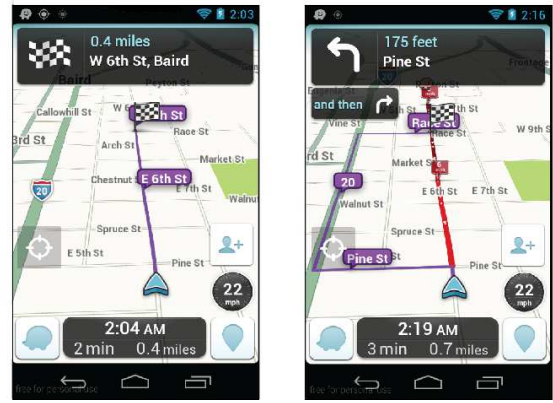 2:03
0.4 miles
W 6th St, Baird
Baird
Peyton St
Callowhill St
W 6
h St
3rd St
Race St
Arch St
Market St
Chestnut
E 6th St
E 7th St
20
Walnut
Spruce St
E 5th St
Pine St
22
mph
2:04 AM
2 min 0.4 miles
free for personal use
2:16
175 feet
Pine St
Frontage
and then
Vine St
th St
Race St
W 9th S
rd St
Market S
20
E 6th St
E 7th St
Walnut St
Spruce St
Pine St
Pine St
22
mph
2:19 AM
3 min 0.7 miles
free for personal use